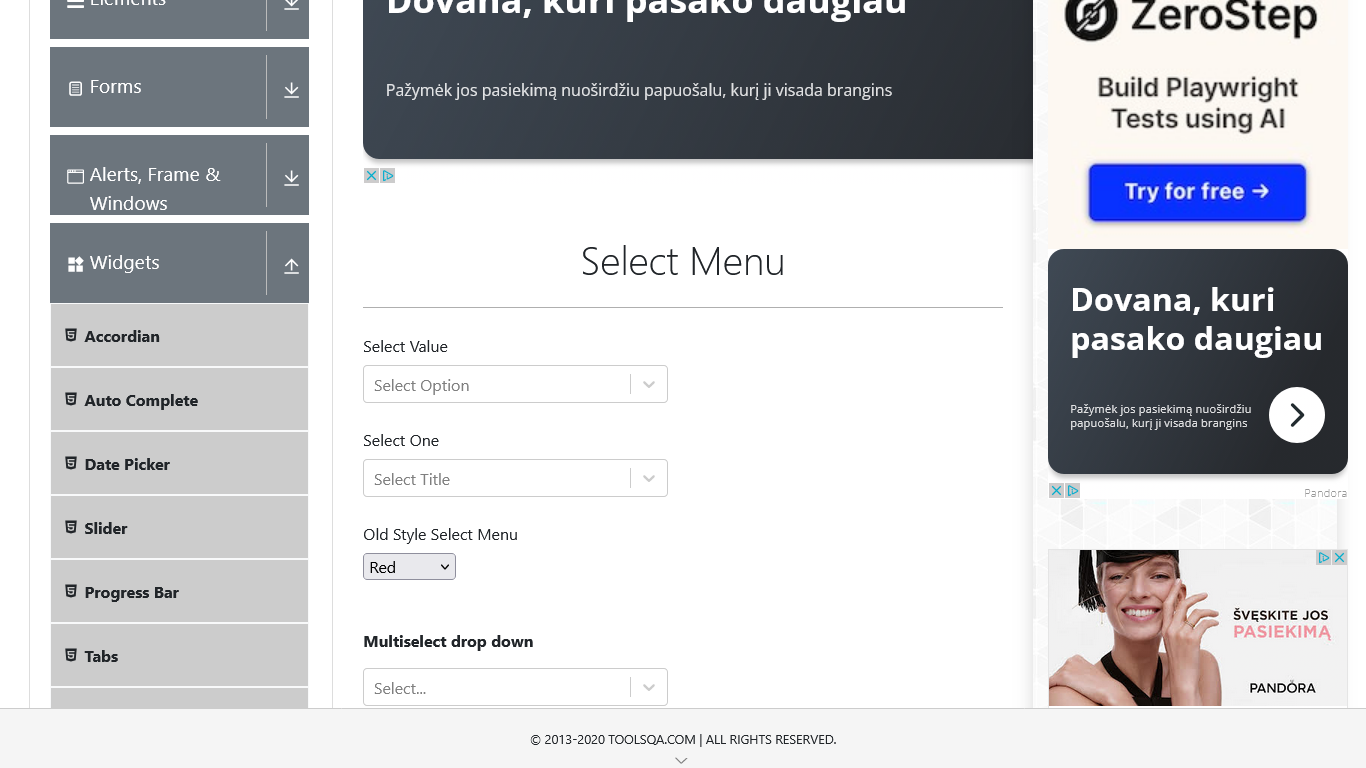 Elements
Forms
Alerts, Frame &
Windows
Widgets
Accordian
Auto Complete
Date Picker
Slider
Progress Bar
Tabs
Dovana, kuri pasako daugiau
Pažymėk jos pasiekimą nuoširdžiu papuošalu, kurį ji visada brangins
Select Menu
Select Value
Select Option
Select One
Select Title
Old Style Select Menu
Red
Multiselect drop down
Select...
ZeroStep
Build Playwright
Tests using AI
Try for free →
Dovana, kuri
pasako daugiau
Pažymėk jos pasiekimą nuoširdžiu
papuošalu, kurį ji visada brangins
Pandora
ŠVĘSKITE JOS
PASIEKIMĄ
PANDÖRA
© 2013-2020 TOOLSQA.COM | ALL RIGHTS RESERVED.